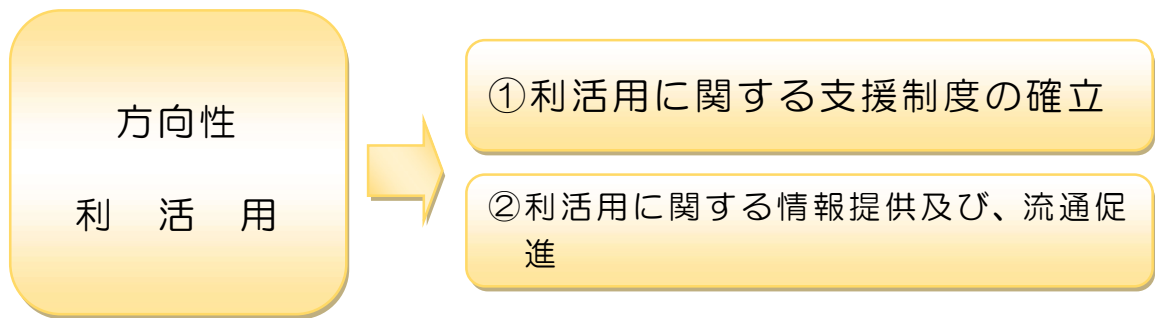 方向性
利　活　用
①利活用に関する支援制度の確立
②利活用に関する情報提供及び、流通促
進